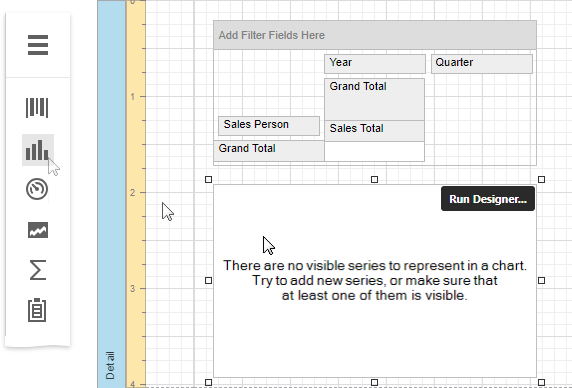 0
Add Filter Fields Here
Year
Quarter
Grand Total
1
Sales Person
Sales Total
Grand Total
2
Run Designer...
There are no visible series to represent in a chart.
Try to add new series, or make sure that
at least one of them is visible.
3
Detail
4